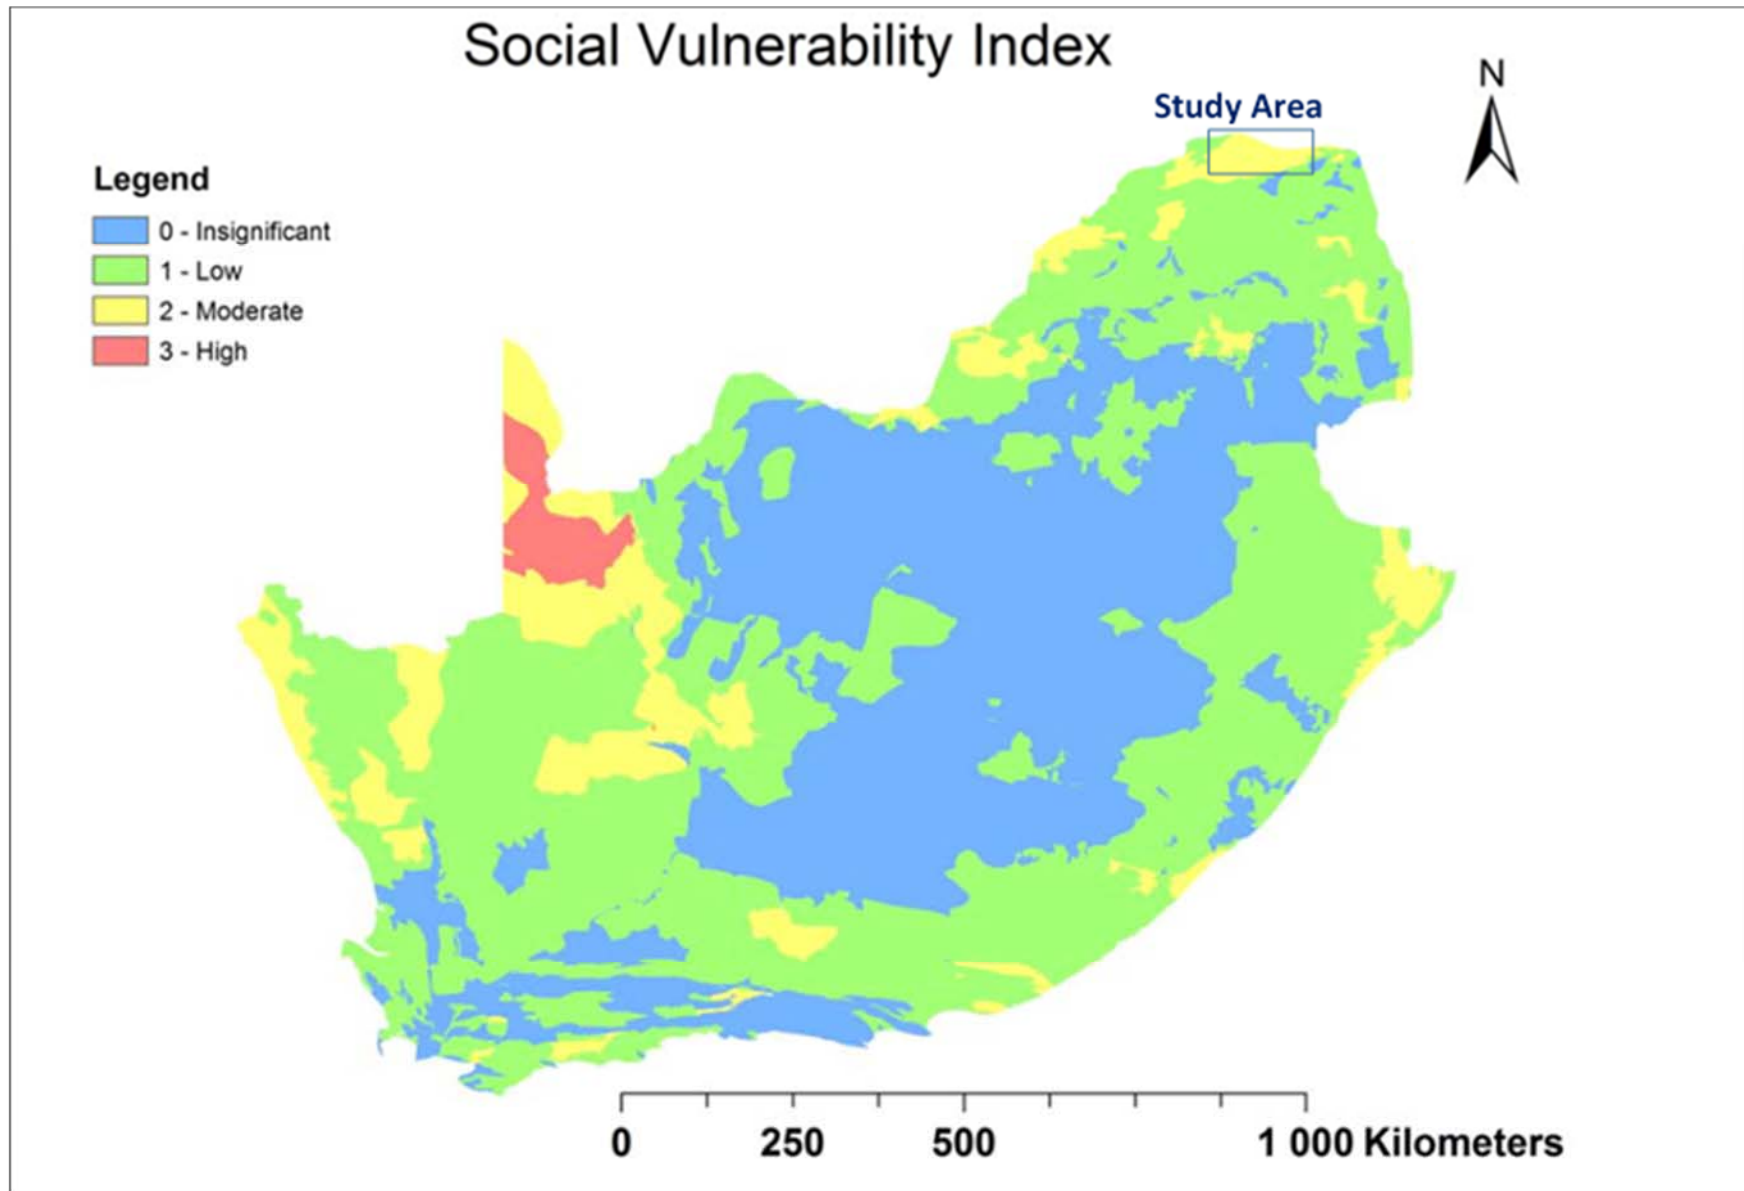 Social Vulnerability Index
N
Study Area
Legend
0 - Insignificant
1 - Low
2 - Moderate
3 - High
0 250 500 1 000 Kilometers